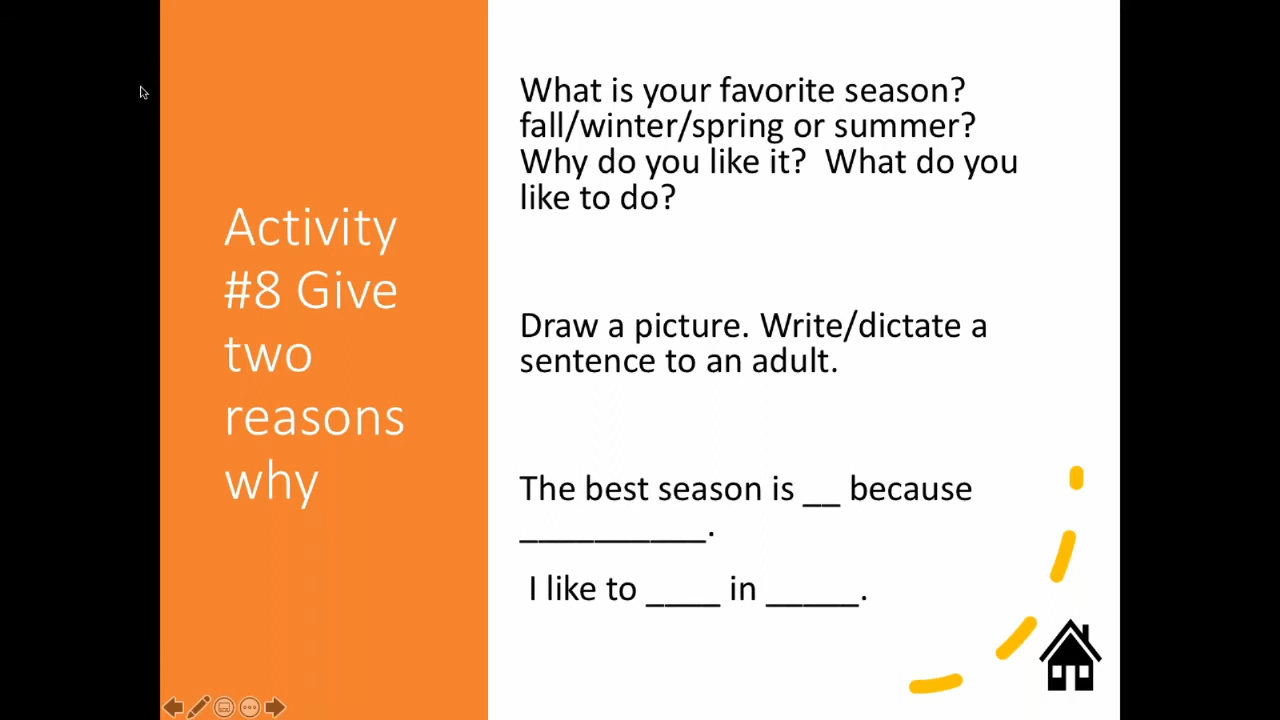 Activity
#8 Give
two
reasons
why
What is your favorite season?
fall/winter/spring or summer?
Why do you like it?  What do you
like to do?
Draw a picture. Write/dictate a
sentence to an adult.
The best season is __ because
__________.
I like to ____ in _____.